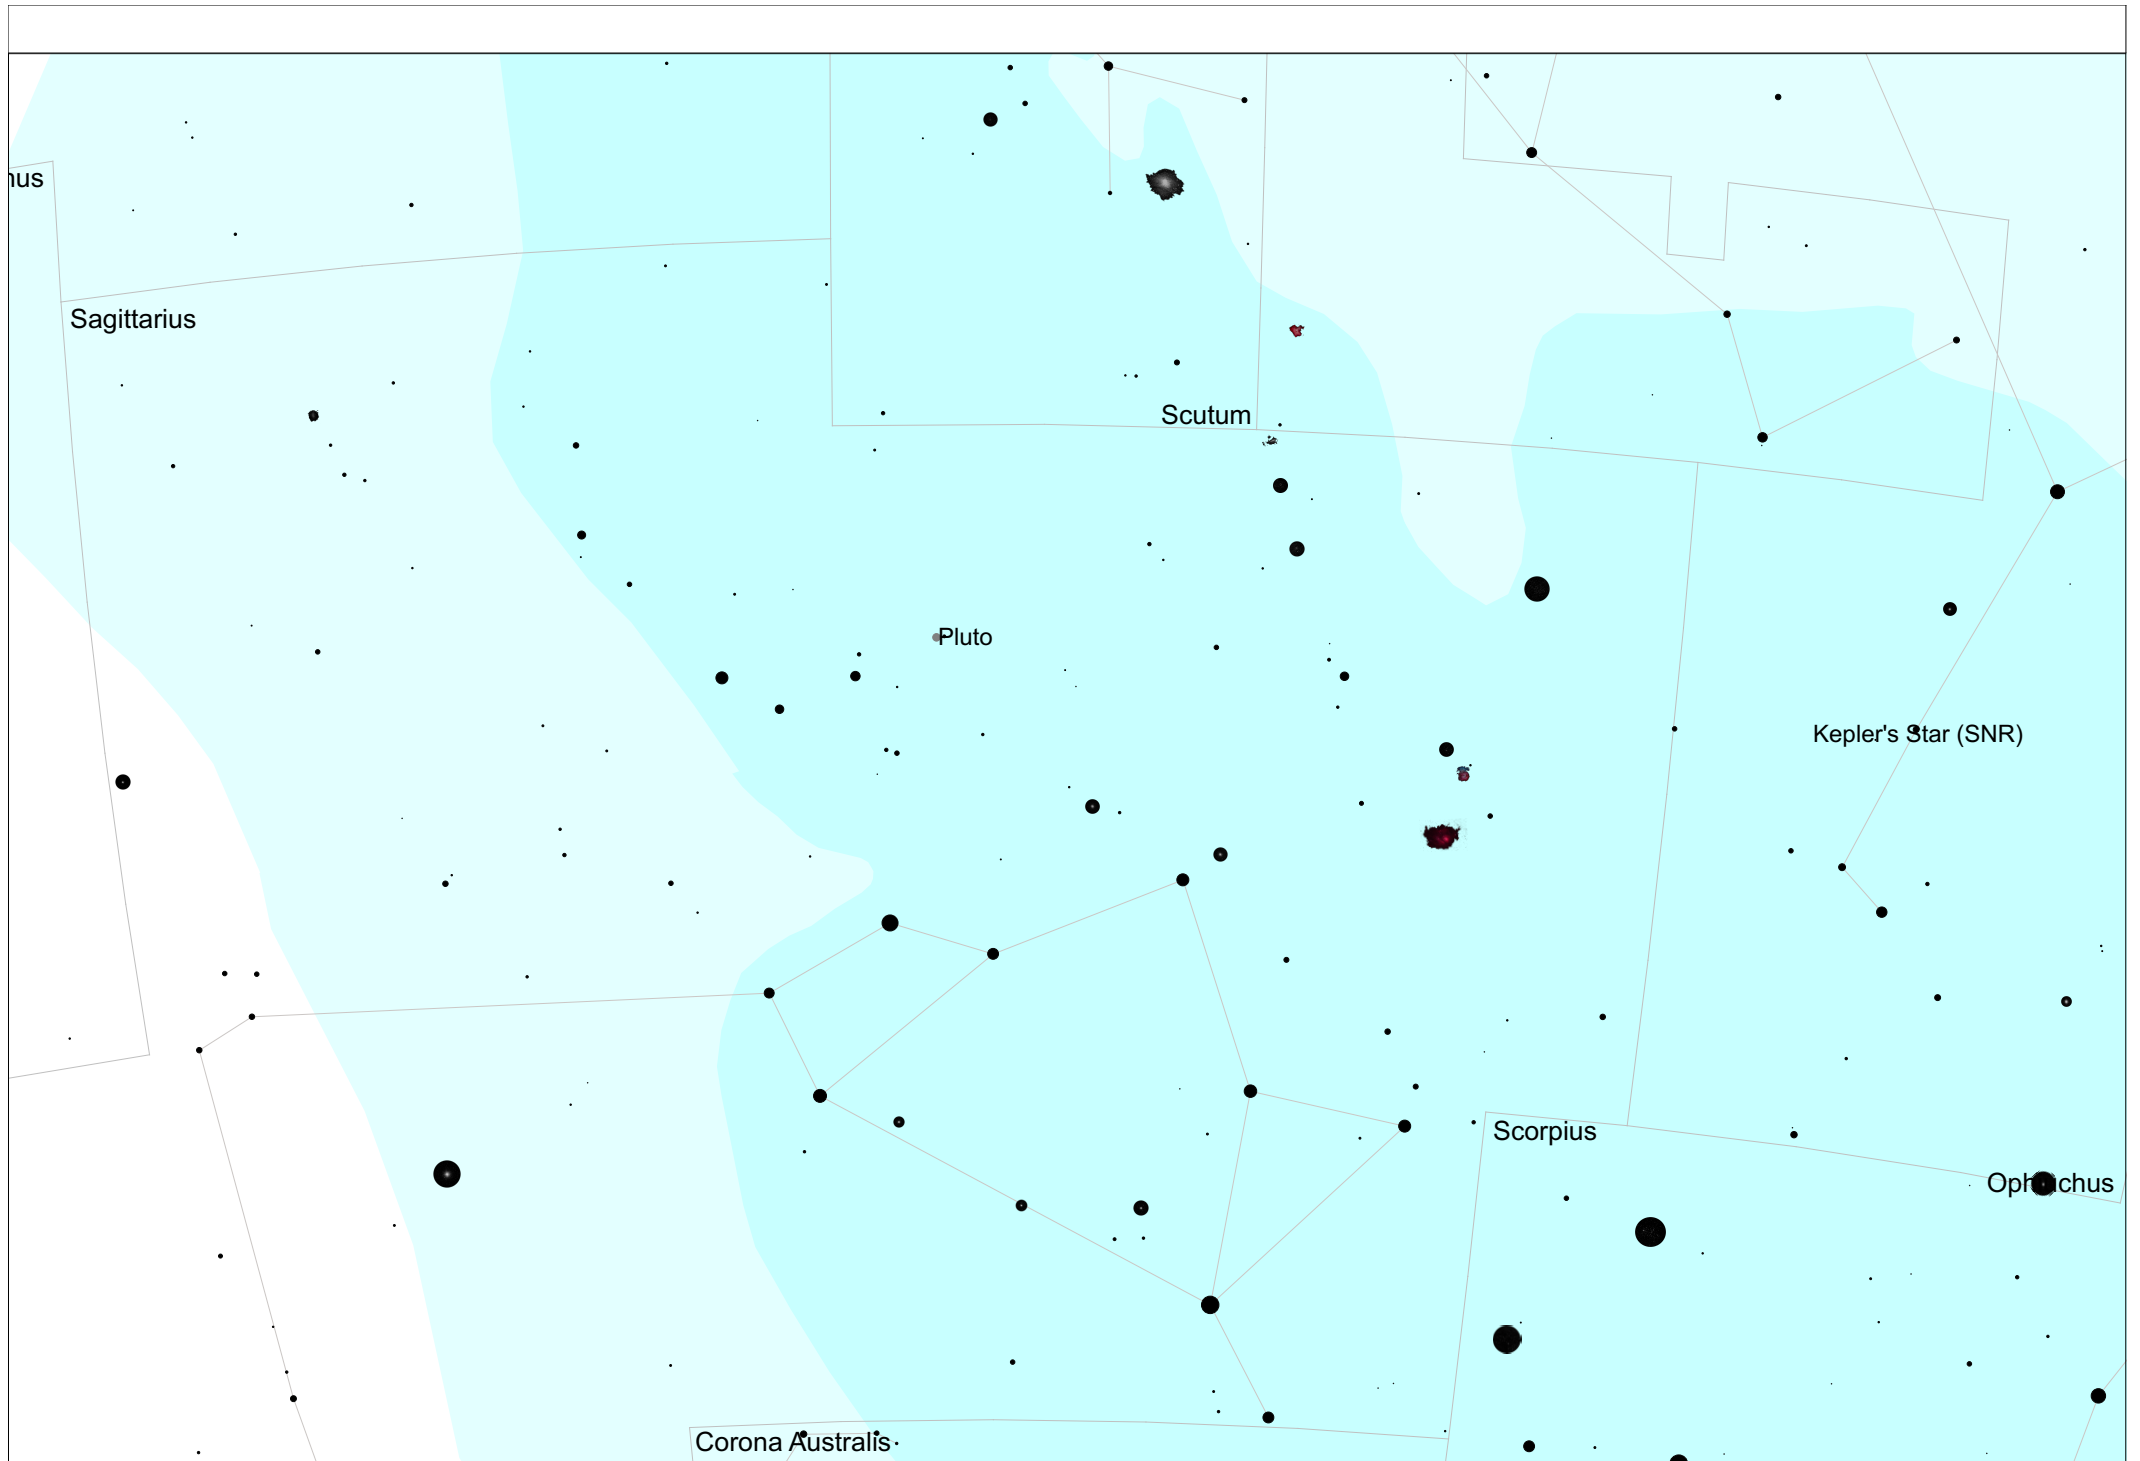 Sagittarius
Scutum
Pluto
Kepler's Star (SNR)
Scorpius
Ophiuchus
Corona Australis